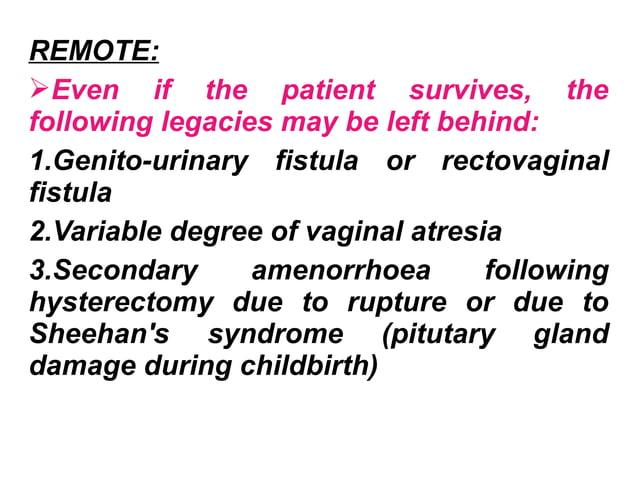 REMOTE:
➢Even if the patient survives, the
following legacies may be left behind:
1.Genito-urinary fistula or rectovaginal
fistula
2.Variable degree of vaginal atresia
3.Secondary amenorrhoea following
hysterectomy due to rupture or due to
Sheehan's syndrome (pitutary gland
damage during childbirth)